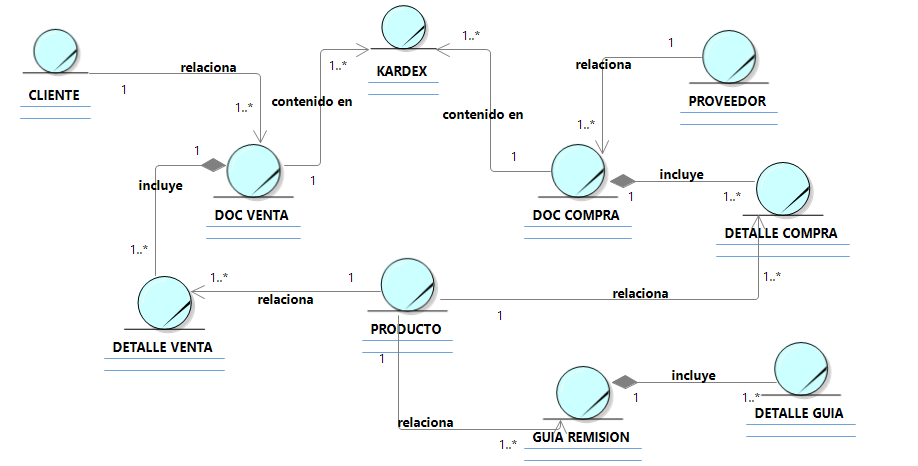 1..*
1
KARDEX
1..*
relaciona
relaciona
CLIENTE
1
contenido en
PROVEEDOR
1..*
contenido en
1..*
1
1
incluye
1
incluye
1
1..*
DOC VENTA
DOC COMPRA
DETALLE COMPRA
1..*
1..*
1
1..*
relaciona
relaciona
1
PRODUCTO
DETALLE VENTA
1
incluye
1
1..*
DETALLE GUIA
relaciona
1..*
GUIA REMISION